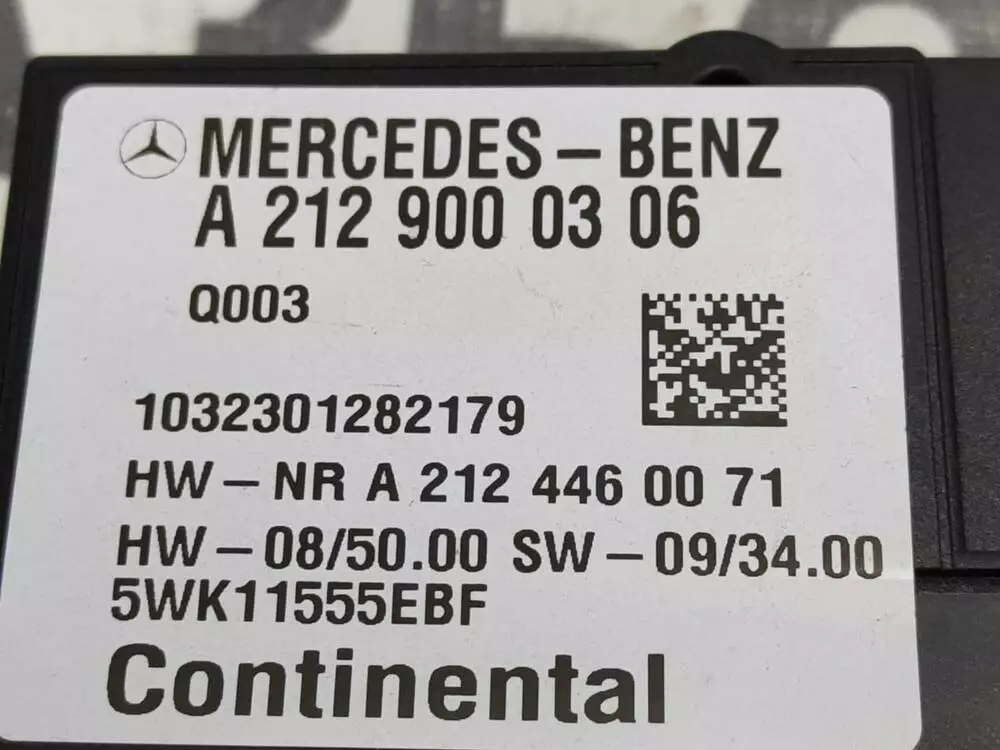 MERCEDES-BENZ
A 212 900 03 06
Q003
1032301282179
HW-NR A 212 446 00 71
HW-08/50.00 SW-09/34.00
5WK11555EBF
Continental